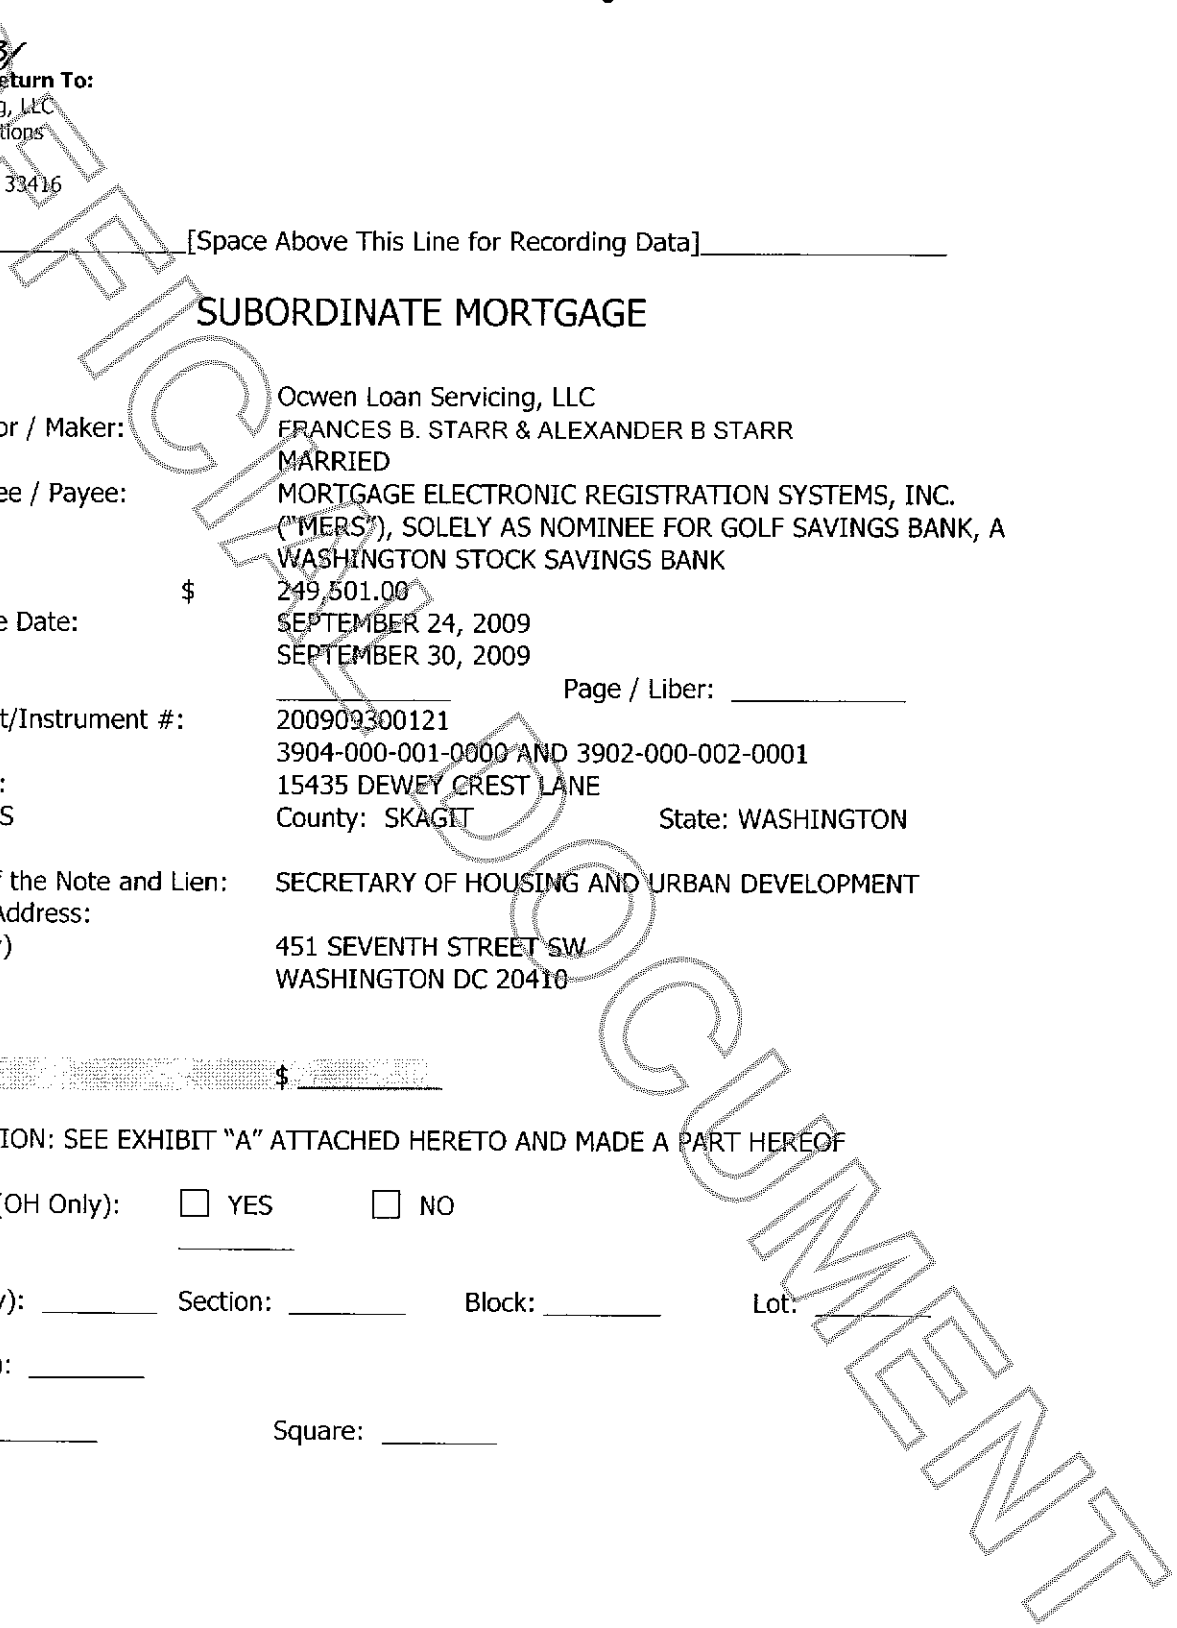 eturn To:
g, LLC
tions
33416
[Space Above This Line for Recording Data]
SUBORDINATE MORTGAGE
Ocwen Loan Servicing, LLC
or / Maker: FRANCES B. STARR & ALEXANDER B STARR
MARRIED
ee / Payee: MORTGAGE ELECTRONIC REGISTRATION SYSTEMS, INC.
("MERS"), SOLELY AS NOMINEE FOR GOLF SAVINGS BANK, A
WASHINGTON STOCK SAVINGS BANK
$ 249,501.00
e Date: SEPTEMBER 24, 2009
SEPTEMBER 30, 2009
Page / Liber:
t/Instrument #: 200909300121
3904-000-001-0000 AND 3902-000-002-0001
: 15435 DEWEY CREST LANE
S County: SKAGIT State: WASHINGTON
f the Note and Lien: SECRETARY OF HOUSING AND URBAN DEVELOPMENT
Address:
) 451 SEVENTH STREET SW
WASHINGTON DC 20410
$
ION: SEE EXHIBIT "A" ATTACHED HERETO AND MADE A PART HEREOF
(OH Only): YES NO
y): Section: Block: Lot:
):
Square:
FICIAL DOCUMENT